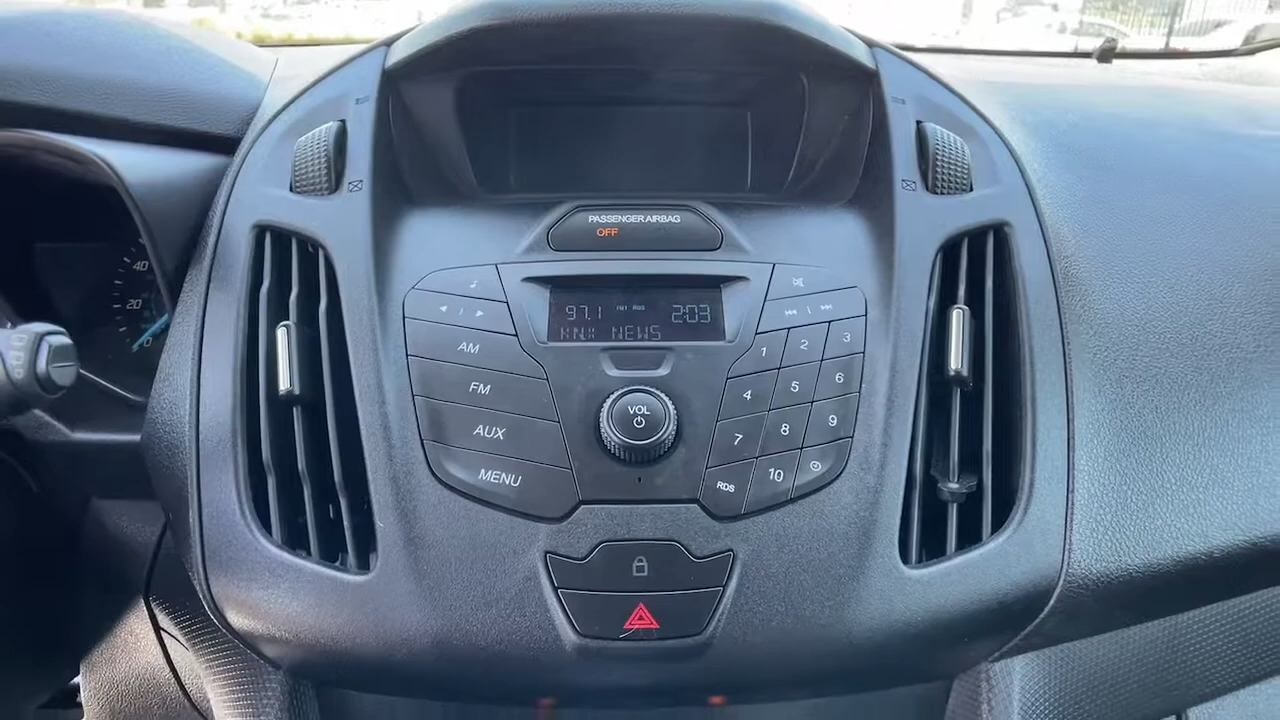 PASSENGER AIRBAG
OFF
97.1 2:03
KNX NEWS
AM
FM
AUX
MENU
VOL
1 2 3
4 5 6
7 8 9
RDS 10
40
20
0